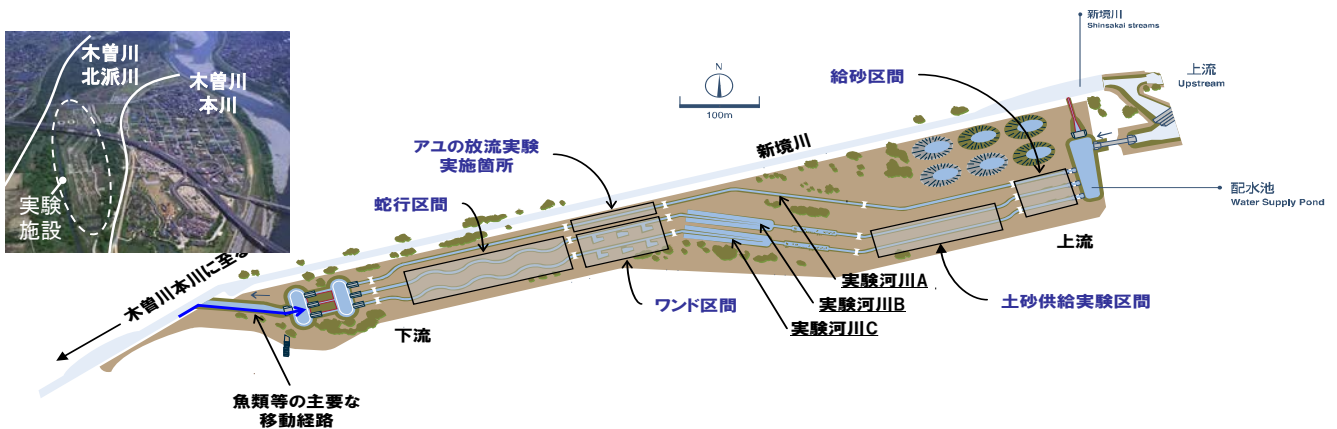 木曽川
北派川
木曽川
本川
実験
施設
新境川
Shinsakai streams
上流
Upstream
N
100m
給砂区間
アユの放流実験
実施箇所
新境川
蛇行区間
配水池
Water Supply Pond
上流
実験河川A
実験河川B
実験河川C
土砂供給実験区間
ワンド区間
下流
木曽川本川に至
魚類等の主要な
移動経路